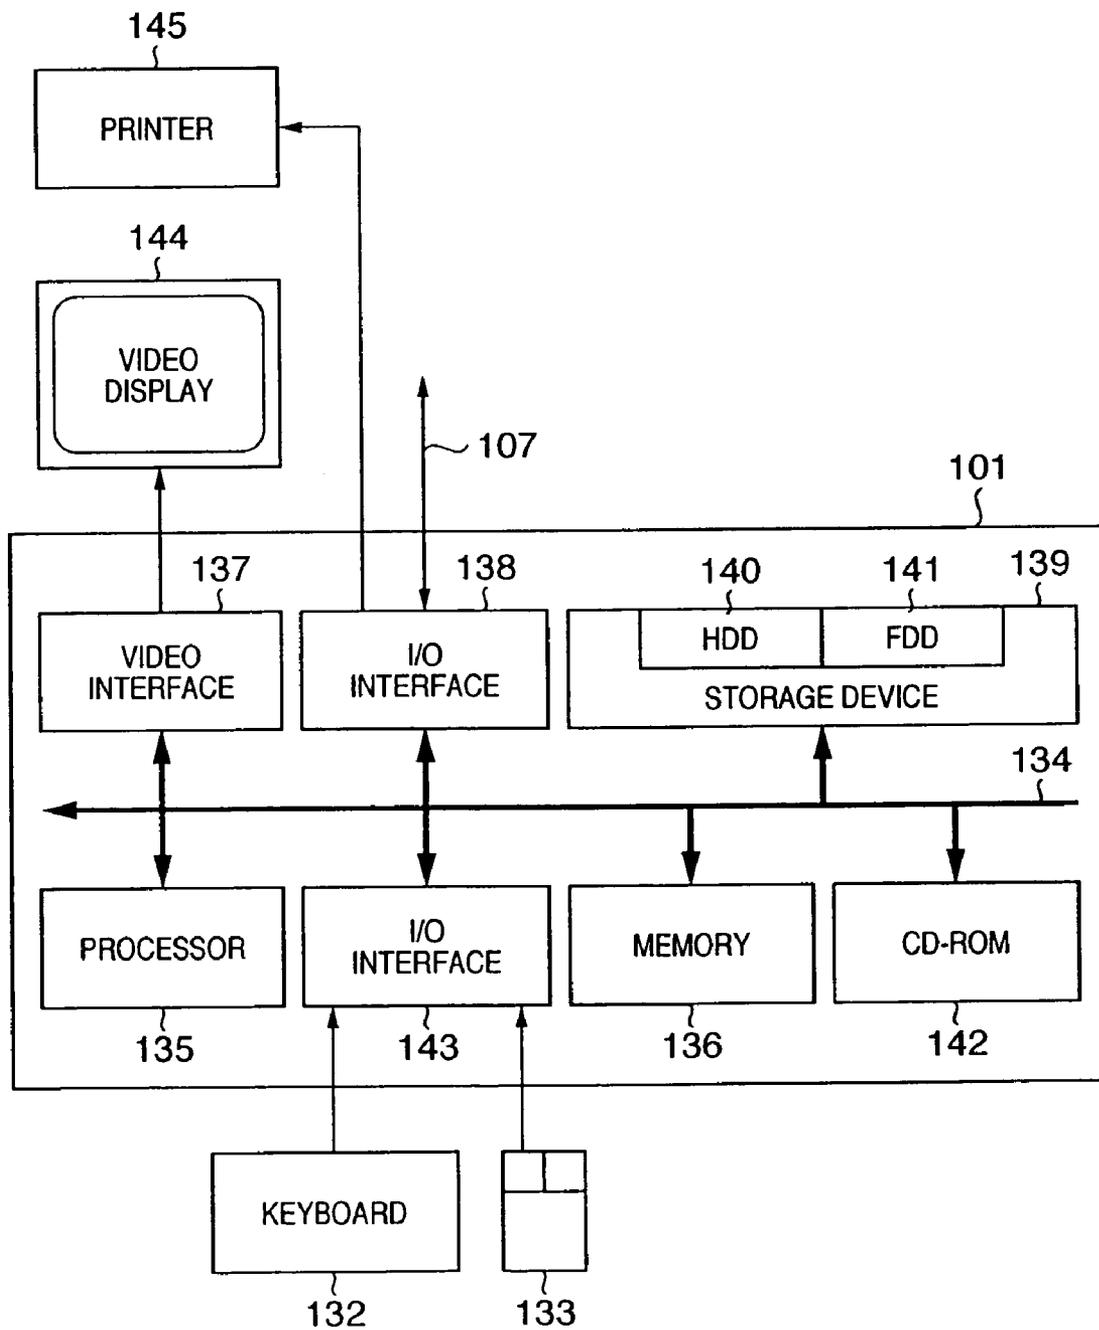 145
PRINTER
144
VIDEO
DISPLAY
107
101
137
138
140
141
139
VIDEO
INTERFACE
I/O
INTERFACE
HDD
FDD
STORAGE DEVICE
134
PROCESSOR
I/O
INTERFACE
MEMORY
CD-ROM
135
143
136
142
KEYBOARD
132
133